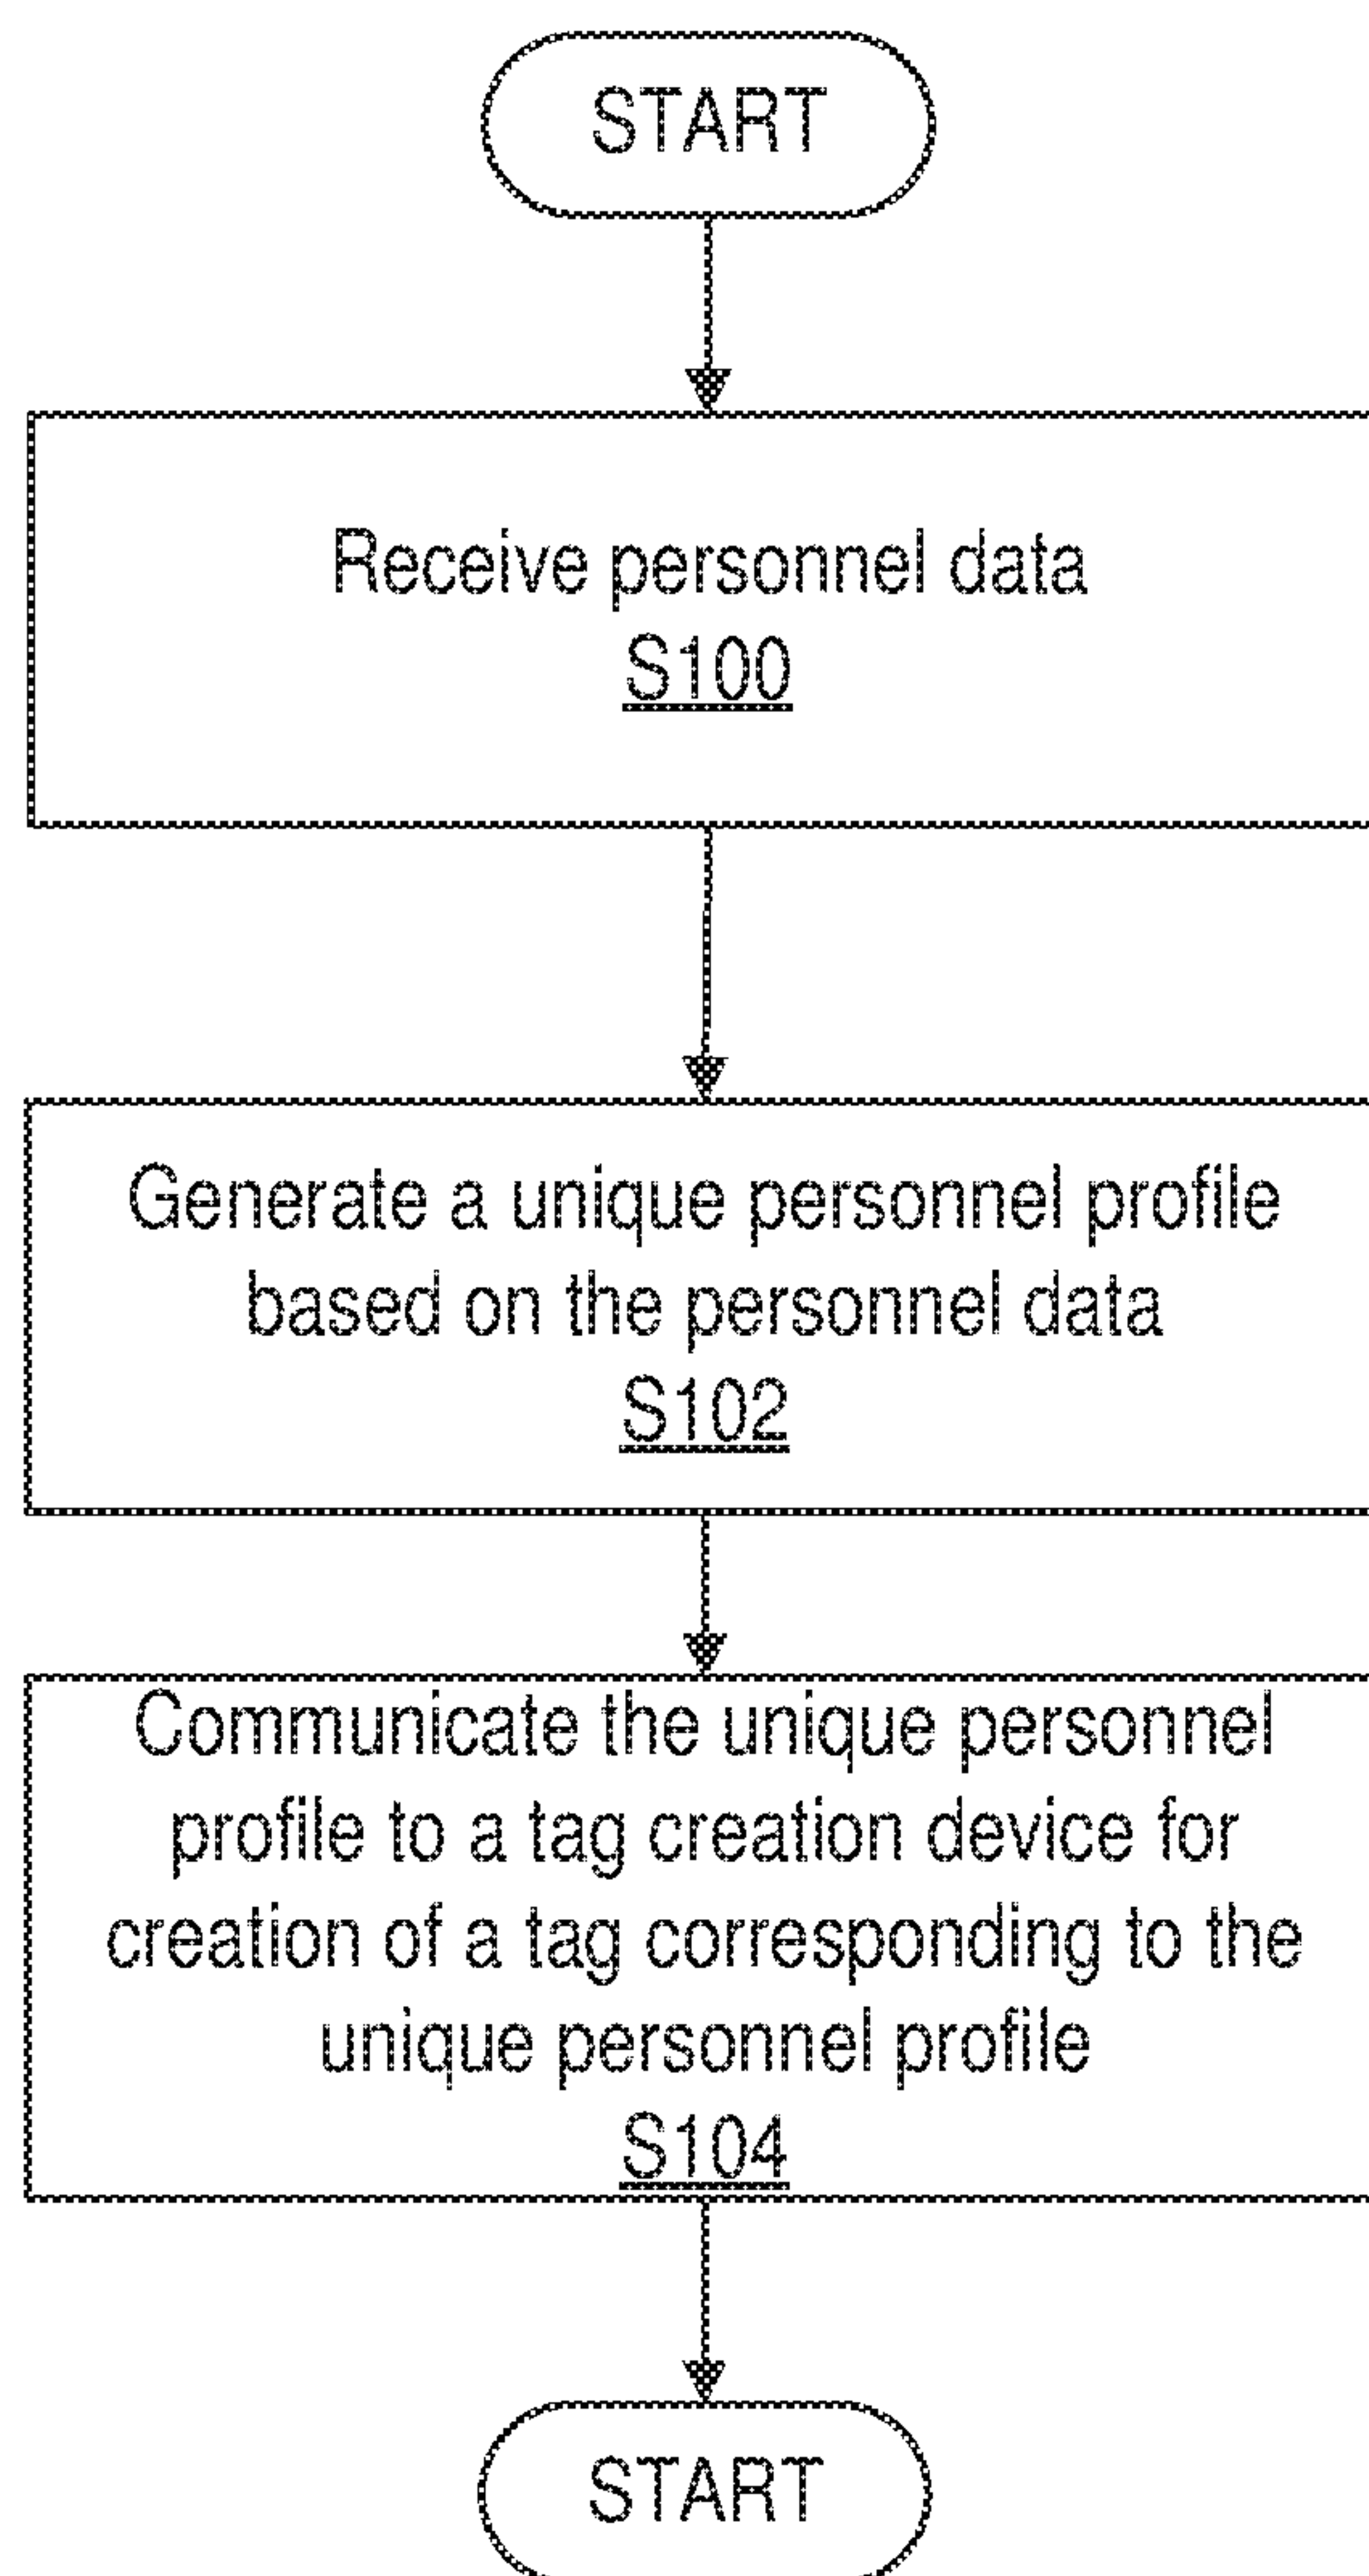 START
Receive personnel data
S100
Generate a unique personnel profile
based on the personnel data
S102
Communicate the unique personnel
profile to a tag creation device for
creation of a tag corresponding to the
unique personnel profile
S104
START